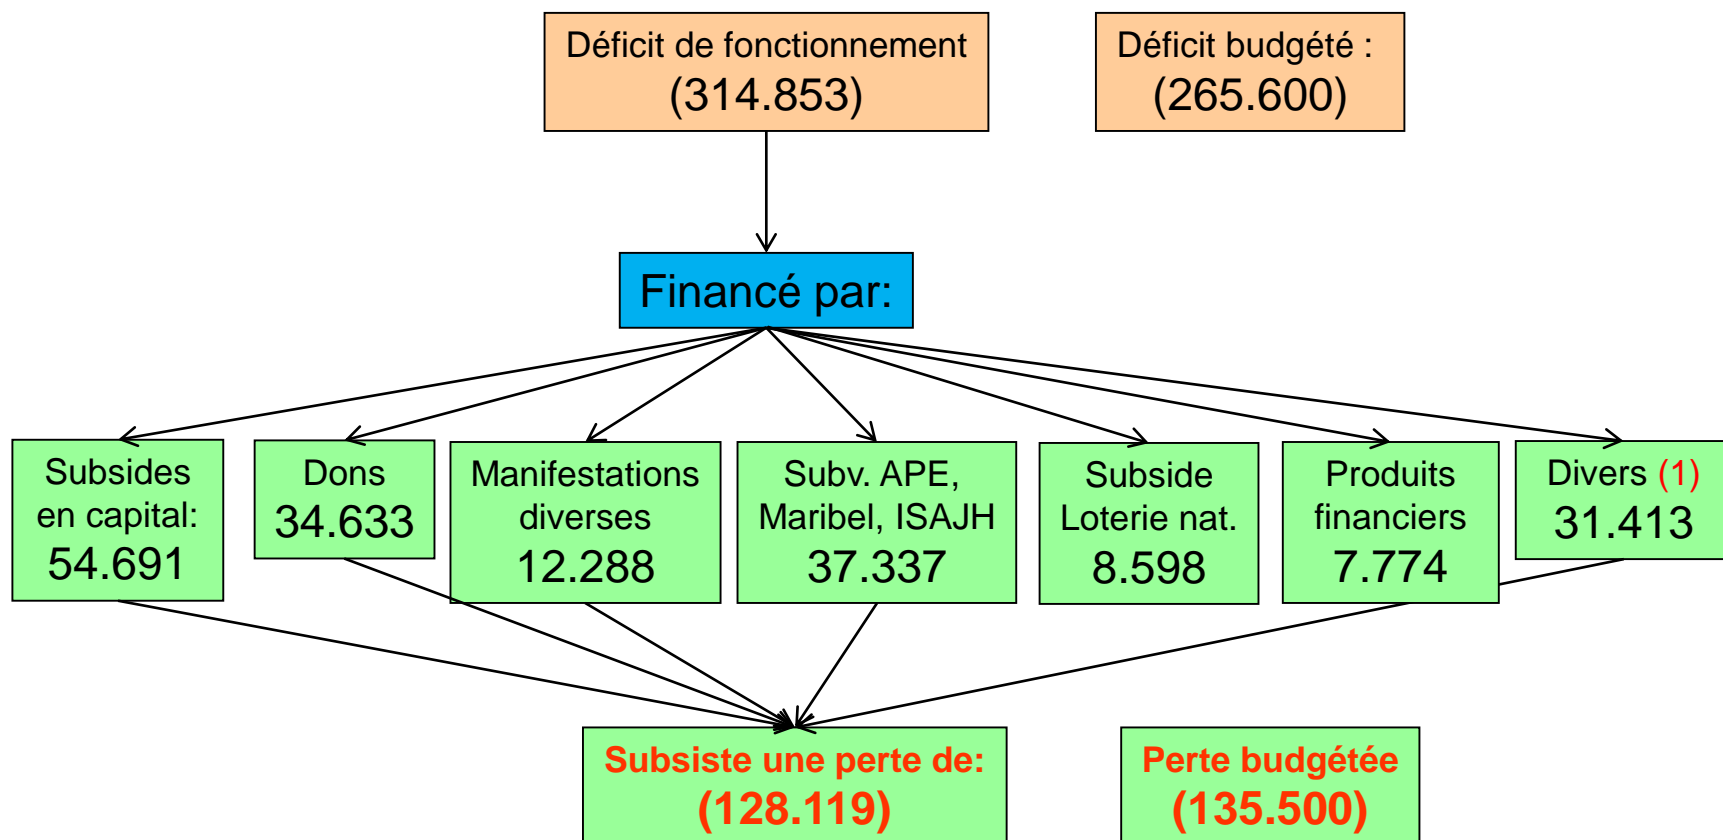 Déficit de fonctionnement
(314.853)
Déficit budgété :
(265.600)
Financé par:
Subsides
en capital:
54.691
Dons
34.633
Manifestations
diverses
12.288
Subv. APE,
Maribel, ISAJH
37.337
Subside
Loterie nat.
8.598
Produits
financiers
7.774
Divers (1)
31.413
Subsiste une perte de:
(128.119)
Perte budgétée
(135.500)